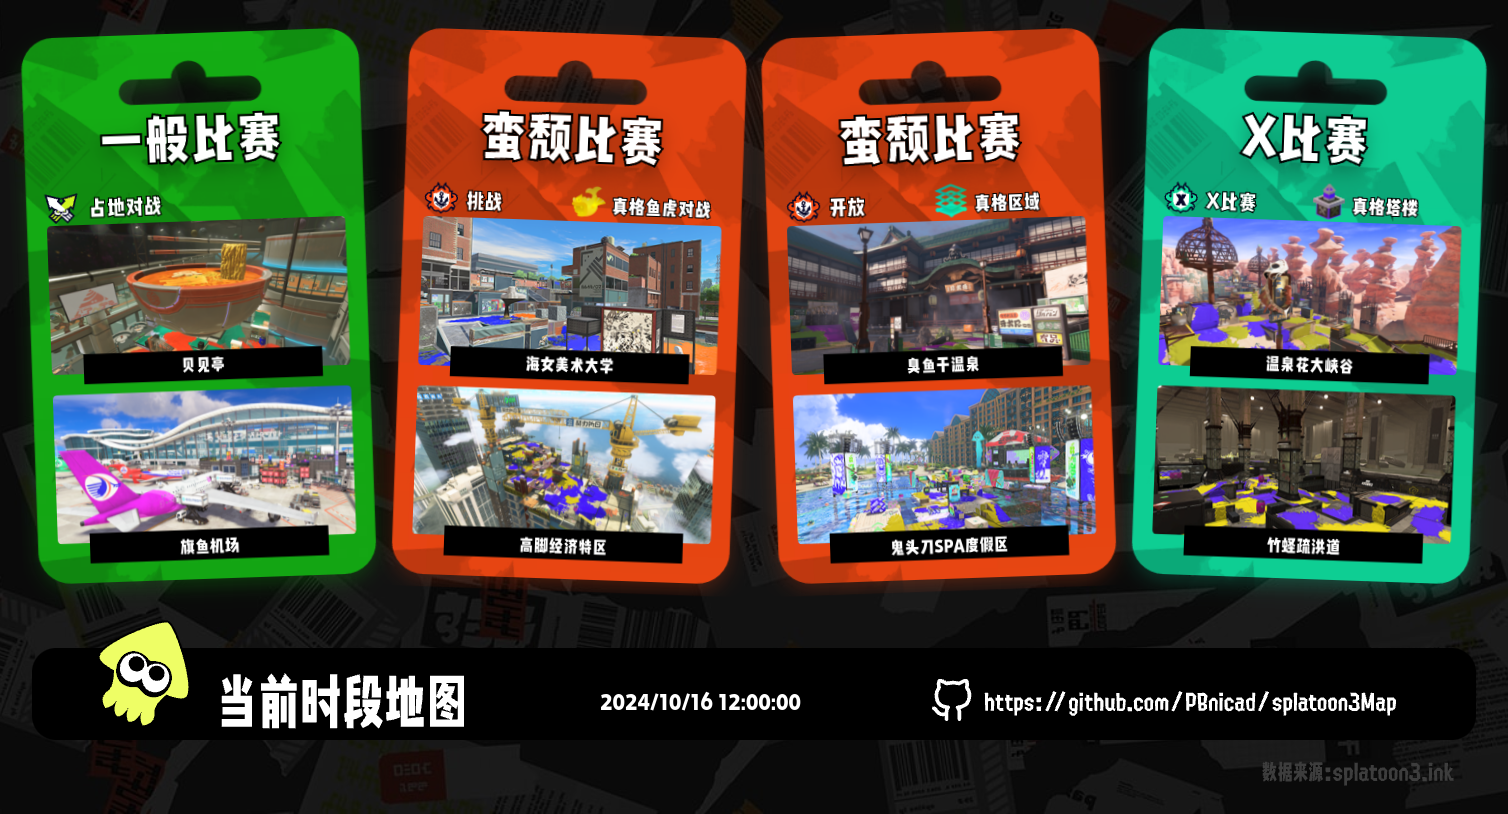 一般比赛
占地对战
贝见亭
旗鱼机场
蛮颓比赛
挑战
真格鱼虎对战
海女美术大学
高脚经济特区
蛮颓比赛
开放
真格区域
臭鱼干温泉
鬼头刀SPA度假区
X比赛
X比赛
真格塔楼
温泉花大峡谷
竹蛏疏洪道
当前时段地图
2024/10/16 12:00:00
https://github.com/PBnicad/splatoon3Map
数据来源:splatoon3.ink